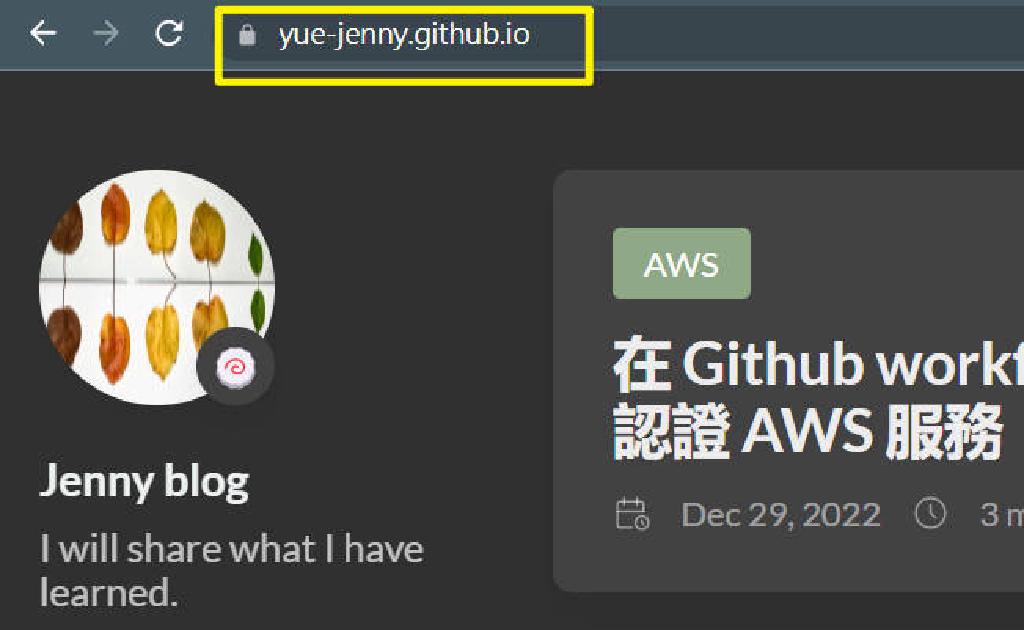 yue-jenny.github.io
AWS
在 Github
認證 AWS 服務
Dec 29, 2022
3
Jenny blog
I will share what I have
learned.